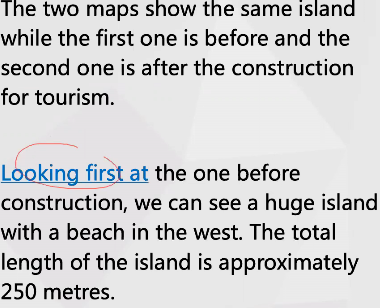 The two maps show the same island
while the first one is before and the
second one is after the construction
for tourism.
Looking first at the one before
construction, we can see a huge island
with a beach in the west. The total
length of the island is approximately
250 metres.